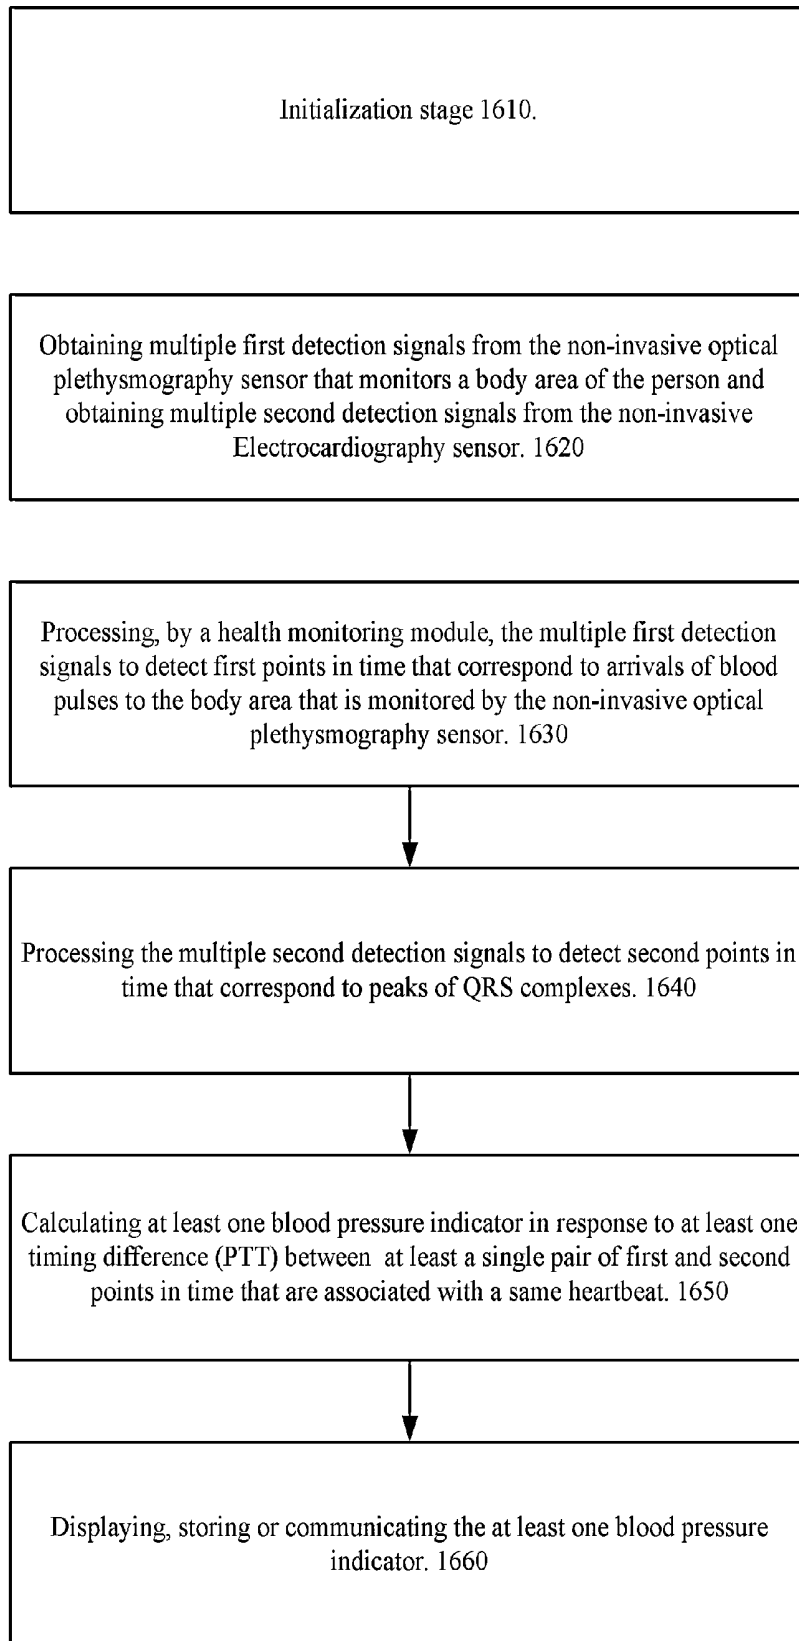 Initialization stage 1610.
Obtaining multiple first detection signals from the non-invasive optical
plethysmography sensor that monitors a body area of the person and
obtaining multiple second detection signals from the non-invasive
Electrocardiography sensor. 1620
Processing, by a health monitoring module, the multiple first detection
signals to detect first points in time that correspond to arrivals of blood
pulses to the body area that is monitored by the non-invasive optical
plethysmography sensor. 1630
Processing the multiple second detection signals to detect second points in
time that correspond to peaks of QRS complexes. 1640
Calculating at least one blood pressure indicator in response to at least one
timing difference (PTT) between at least a single pair of first and second
points in time that are associated with a same heartbeat. 1650
Displaying, storing or communicating the at least one blood pressure
indicator. 1660